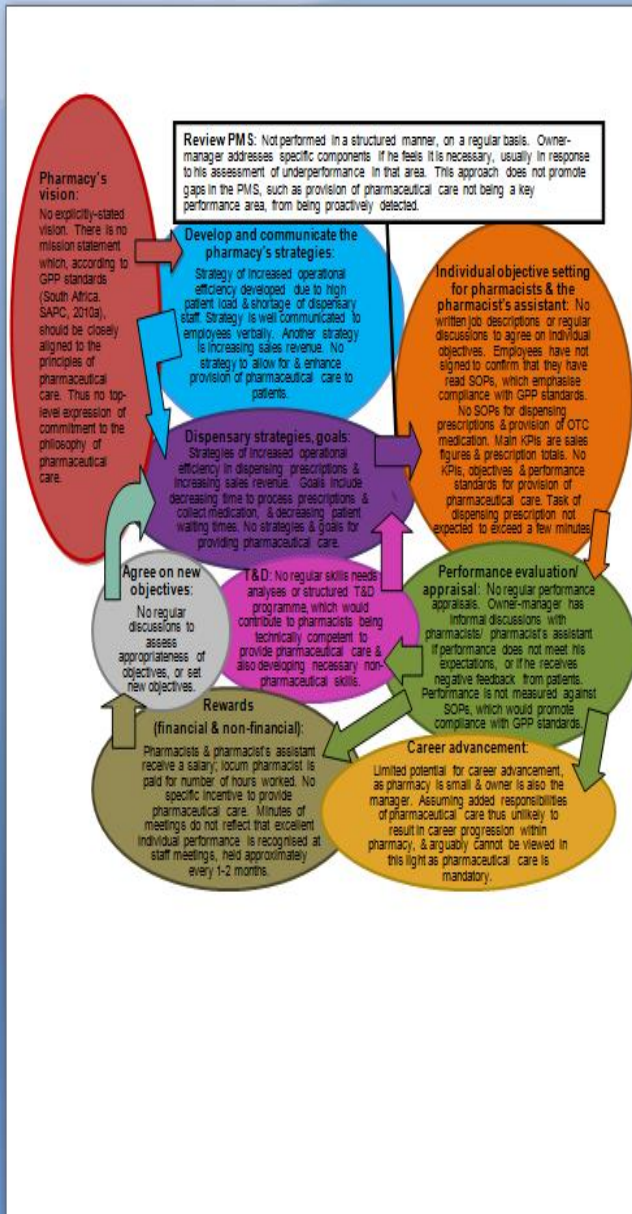 Review PMS: Not performed in a structured manner, on a regular basis. Owner-
manager addresses specific components if he feels it is necessary, usually in response
to his assessment of underperformance in that area. This approach does not promote
gaps in the PMS, such as provision of pharmaceutical care not being a key
performance area, from being proactively detected.
Pharmacy's
vision:
No explicitly-stated
vision. There is no
mission statement
which, according to
GPP standards
(South Africa.
SAPC, 2010a),
should be closely
aligned to the
principles of
pharmaceutical
care. Thus no top-
level expression of
commitment to the
philosophy of
pharmaceutical
care.
Develop and communicate the
pharmacy's strategies:
Strategy of increased operational
efficiency developed due to high
patient load & shortage of dispensary
staff. Strategy is well communicated to
employees verbally. Another strategy
is increasing sales revenue. No
strategy to allow for & enhance
provision of pharmaceutical care to
patients.
Individual objective setting
for pharmacists & the
pharmacist's assistant: No
written job descriptions or regular
discussions to agree on individual
objectives. Employees have not
signed to confirm that they have
read SOPs, which emphasise
compliance with GPP standards.
No SOPs for dispensing
prescriptions & provision of OTC
medication. Main KPIs are sales
figures & prescription totals. No
KPIs, objectives & performance
standards for provision of
pharmaceutical care. Task of
dispensing prescription not
expected to exceed a few minutes
Dispensary strategies, goals:
Strategies of increased operational
efficiency in dispensing prescriptions &
increasing sales revenue. Goals include
decreasing time to process prescriptions &
collect medication, & decreasing patient
waiting times. No strategies & goals for
providing pharmaceutical care.
Agree on new
objectives:
No regular
discussions to
assess
appropriateness of
objectives, or set
new objectives.
T&D: No regular skills needs
analyses or structured T&D
programme, which would
contribute to pharmacists being
technically competent to
provide pharmaceutical care &
also developing necessary non-
pharmaceutical skills.
Performance evaluation/
appraisal: No regular performance
appraisals. Owner-manager has
informal discussions with
pharmacists/ pharmacist's assistant
if performance does not meet his
expectations, or if he receives
negative feedback from patients.
Performance is not measured against
SOPs, which would promote
compliance with GPP standards.
Rewards
(financial & non-financial):
Pharmacists & pharmacist's assistant
receive a salary; locum pharmacist is
paid for number of hours worked. No
specific incentive to provide
pharmaceutical care. Minutes of
meetings do not reflect that excellent
individual performance is recognised at
staff meetings, held approximately
every 1-2 months.
Career advancement:
Limited potential for career advancement,
as pharmacy is small & owner is also the
manager. Assuming added responsibilities
of pharmaceutical care thus unlikely to
result in career progression within
pharmacy, & arguably cannot be viewed in
this light as pharmaceutical care is
mandatory.